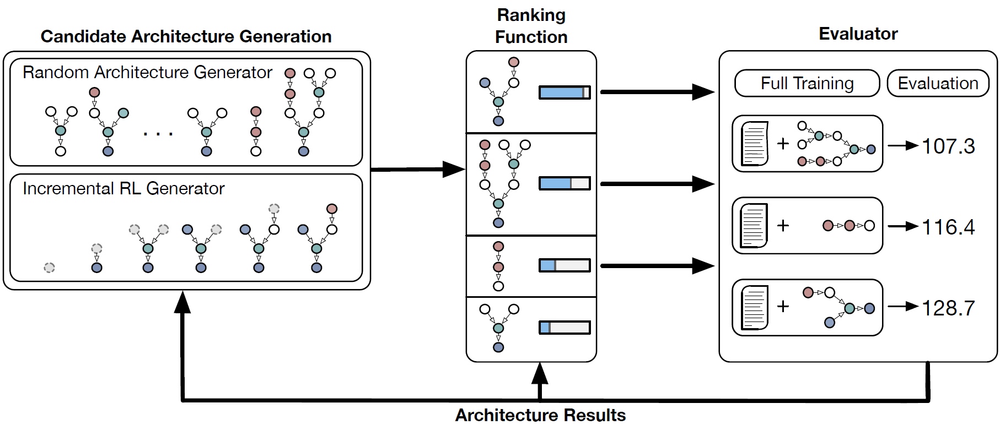 Candidate Architecture Generation
Random Architecture Generator
. . .
Incremental RL Generator
Ranking
Function
Evaluator
Full Training
Evaluation
+
107.3
+
116.4
+
128.7
Architecture Results